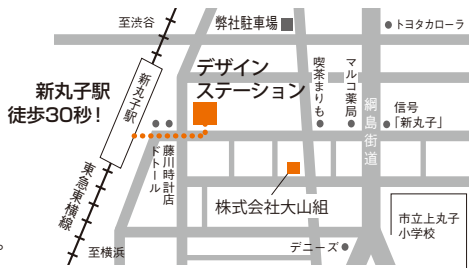 至渋谷
弊社駐車場
トヨタカローラ
新丸子駅
徒歩30秒!
新丸子駅
デザイン
ステーション
喫茶まりも
マルコ薬局
綱島街道
信号
「新丸子」
東急東横線
ドトール
藤川時計店
株式会社大山組
市立上丸子
小学校
デニーズ
至横浜
。